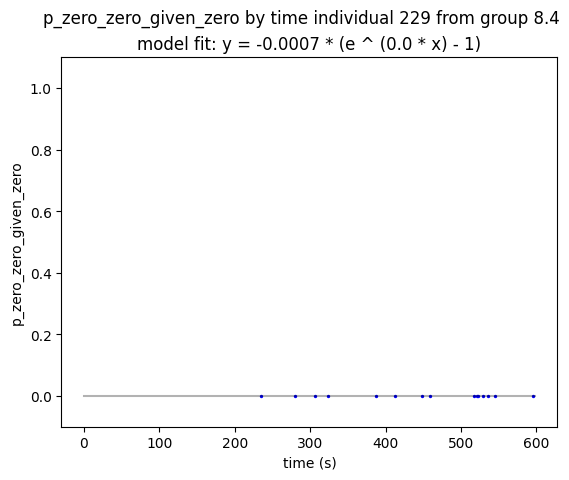 p_zero_zero_given_zero by time individual 229 from group 8.4
model fit: y = -0.0007 * (e ^ (0.0 * x) - 1)
1.0
0.8
0.6
0.4
0.2
0.0
p_zero_zero_given_zero
0 100 200 300 400 500 600
time (s)